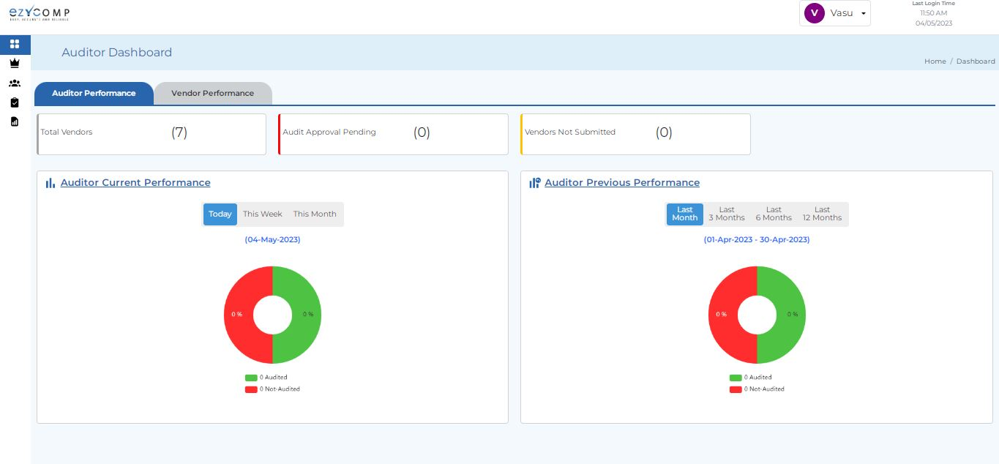 ezycomp
V Vasu
Last Login Time
11:50 AM
04/05/2023
Auditor Dashboard
Home / Dashboard
Auditor Performance Vendor Performance
Total Vendors (7)
Audit Approval Pending (0)
Vendors Not Submitted (0)
Auditor Current Performance
Today This Week This Month
(04-May-2023)
0 %
0 %
0 Audited
0 Not-Audited
Auditor Previous Performance
Last Month
Last 3 Months
Last 6 Months
Last 12 Months
(01-Apr-2023 - 30-Apr-2023)
0 %
0 %
0 Audited
0 Not-Audited